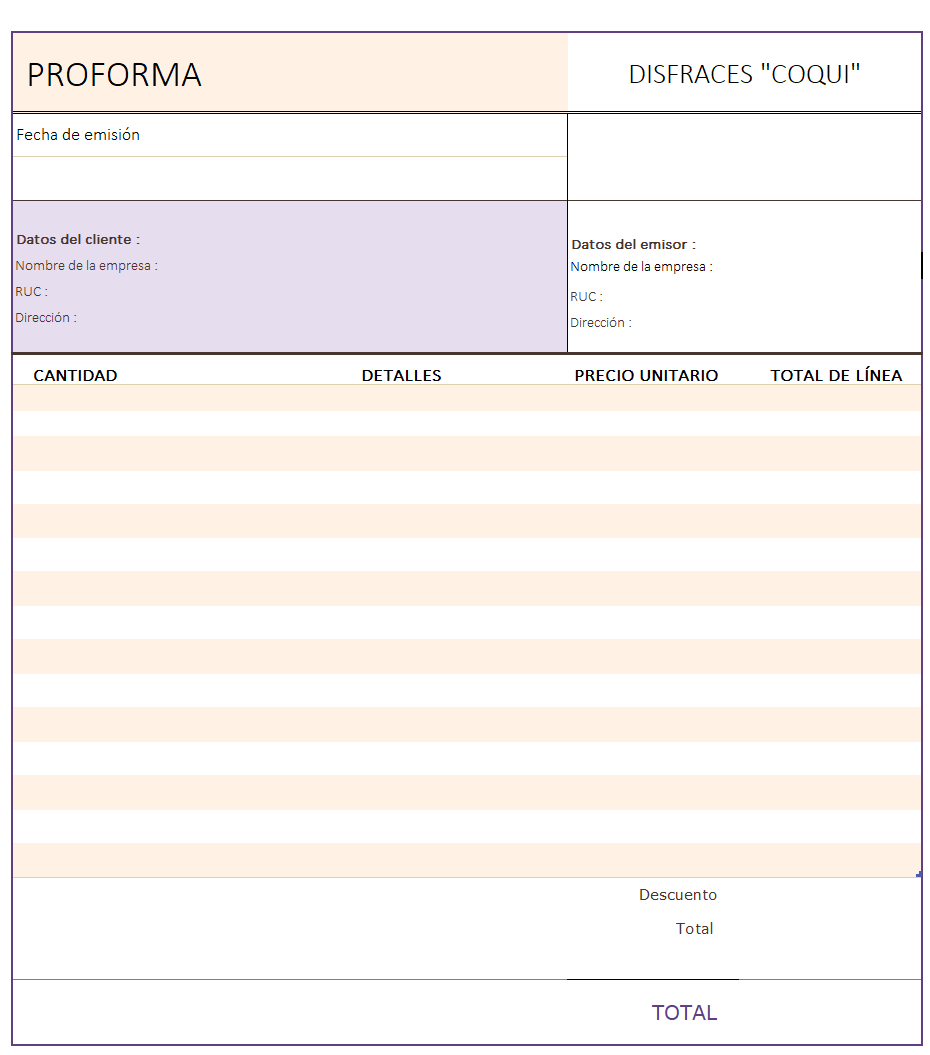 PROFORMA
DISFRACES "COQUI"
Fecha de emisión
Datos del cliente :
Nombre de la empresa :
RUC :
Dirección :
Datos del emisor :
Nombre de la empresa :
RUC :
Dirección :
CANTIDAD DETALLES PRECIO UNITARIO TOTAL DE LÍNEA
Descuento
Total
TOTAL